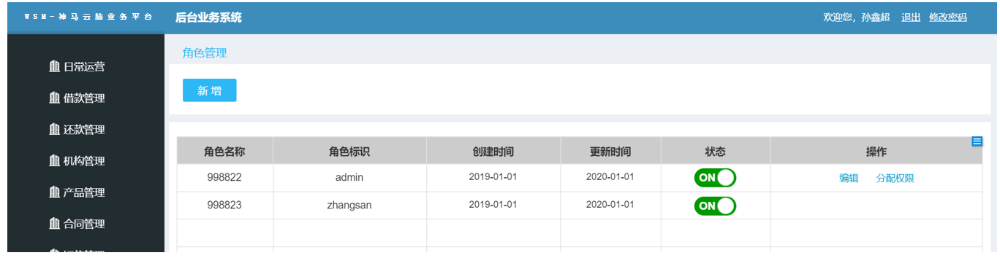 WSM-神马云脑业务平台 后台业务系统 欢迎您，孙鑫超 退出 修改密码
角色管理
日常运营
借款管理
还款管理
机构管理
产品管理
合同管理
新增
角色名称 角色标识 创建时间 更新时间 状态 操作
998822 admin 2019-01-01 2020-01-01 ON 编辑 分配权限
998823 zhangsan 2019-01-01 2020-01-01 ON